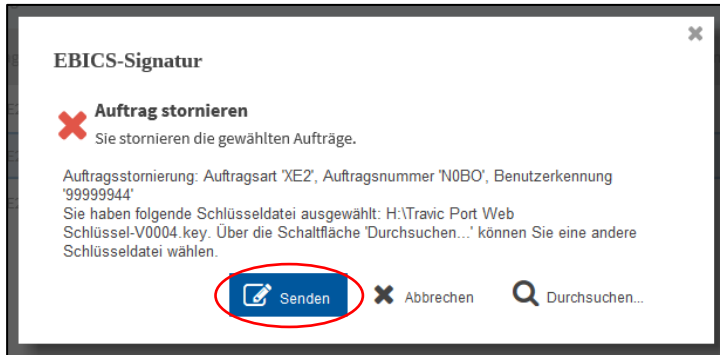 EBICS-Signatur
Auftrag stornieren
Sie stornieren die gewählten Aufträge.
Auftragsstornierung: Auftragsart 'XE2', Auftragsnummer 'N0BO', Benutzerkennung
'99999944'
Sie haben folgende Schlüsseldatei ausgewählt: H:\Travic Port Web
Schlüssel-V0004.key. Über die Schaltfläche 'Durchsuchen...' können Sie eine andere
Schlüsseldatei wählen.
Senden Abbrechen Durchsuchen...